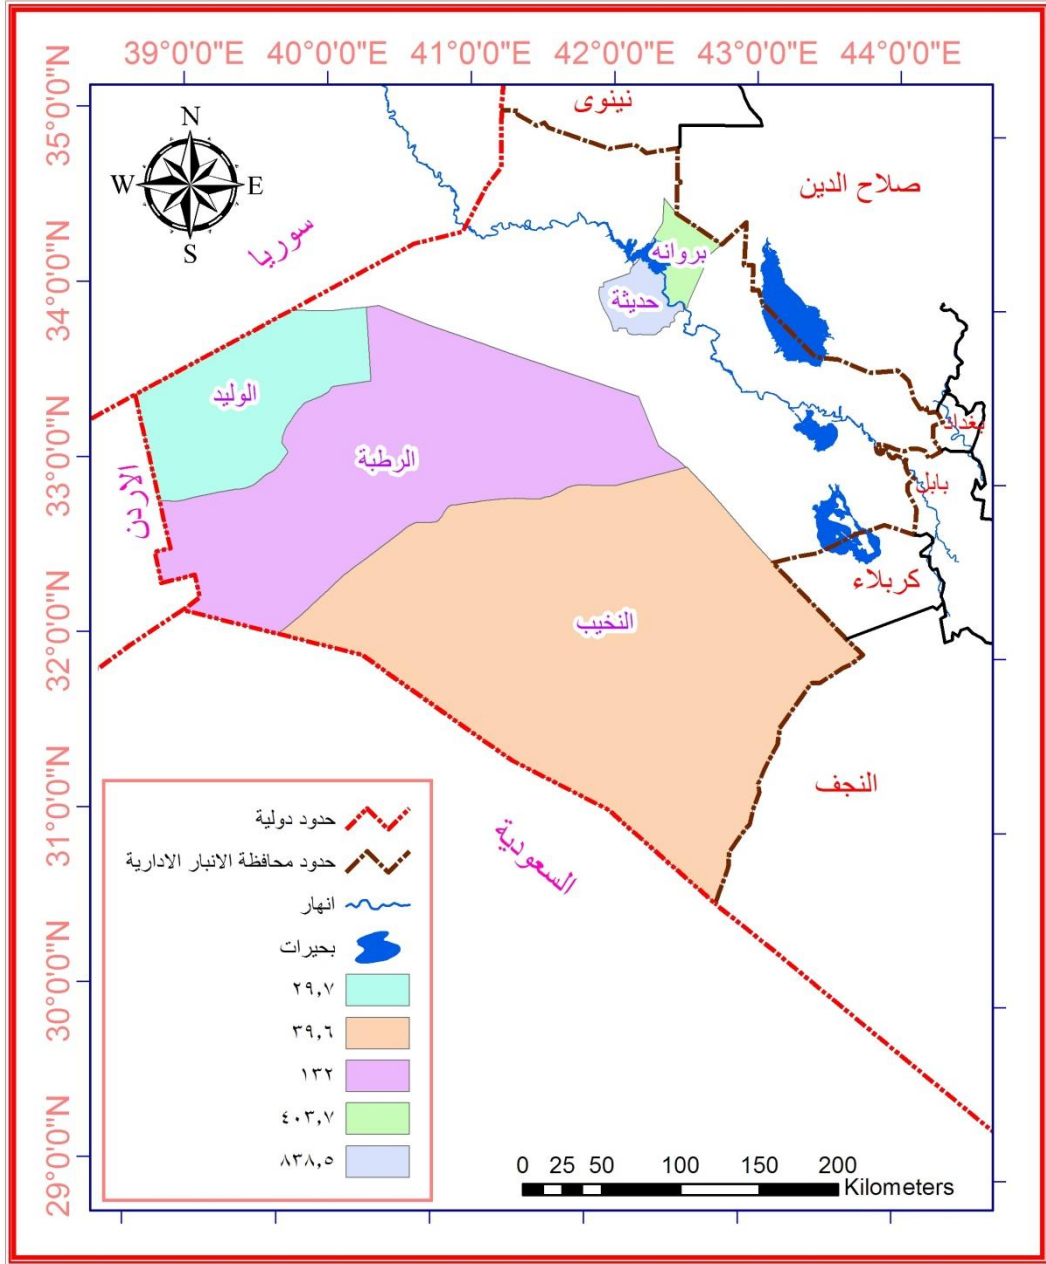 39°0'0"E 40°0'0"E 41°0'0"E 42°0'0"E 43°0'0"E 44°0'0"E
35°0'0"N
34°0'0"N
33°0'0"N
32°0'0"N
31°0'0"N
30°0'0"N
29°0'0"N
N
W E
S
نينوى
صلاح الدين
سوريا
بروانه
حديثة
الوليد
بغداد
الرطبة
بابل
الاردن
كربلاء
النخيب
النجف
السعودية
حدود دولية
حدود محافظة الانبار الادارية
انهار
بحيرات
٢٩,٧
٣٩,٦
١٣٢
٤٠٣,٧
٨٣٨,٥
0 25 50 100 150 200
Kilometers